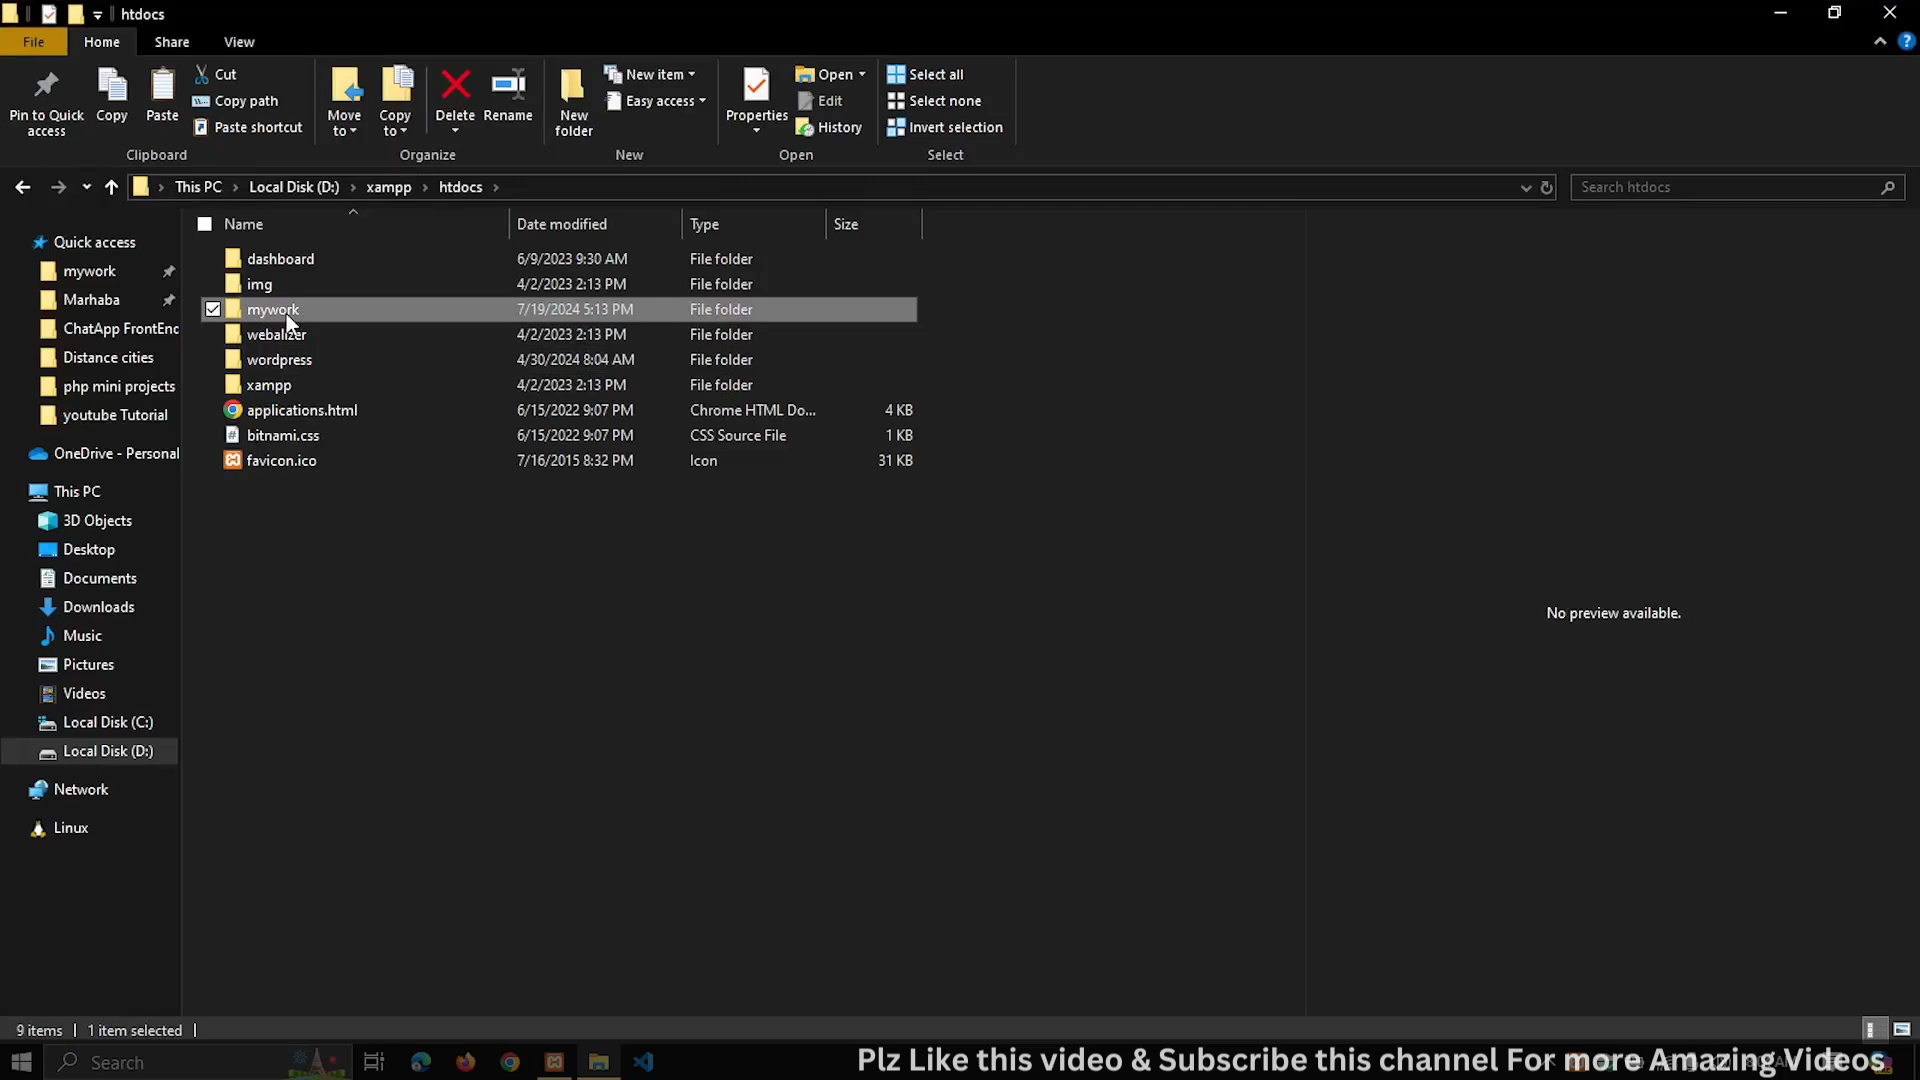 htdocs
File Home Share View
Pin to Quick access
Copy
Paste
Cut
Copy path
Paste shortcut
Clipboard
Move to
Copy to
Delete
Rename
Organize
New folder
New item
Easy access
New
Properties
Open
Edit
History
Open
Select all
Select none
Invert selection
Select
This PC Local Disk (D:) xampp htdocs
Search htdocs
Quick access
mywork
Marhaba
ChatApp FrontEnd
Distance cities
php mini projects
youtube Tutorial
OneDrive - Personal
This PC
3D Objects
Desktop
Documents
Downloads
Music
Pictures
Videos
Local Disk (C:)
Local Disk (D:)
Network
Linux
Name Date modified Type Size
dashboard 6/9/2023 9:30 AM File folder
img 4/2/2023 2:13 PM File folder
mywork 7/19/2024 5:13 PM File folder
webalizer 4/2/2023 2:13 PM File folder
wordpress 4/30/2024 8:04 AM File folder
xampp 4/2/2023 2:13 PM File folder
applications.html 6/15/2022 9:07 PM Chrome HTML Do... 4 KB
bitnami.css 6/15/2022 9:07 PM CSS Source File 1 KB
favicon.ico 7/16/2015 8:32 PM Icon 31 KB
No preview available.
9 items 1 item selected
Search
Plz Like this video & Subscribe this channel For more Amazing Videos